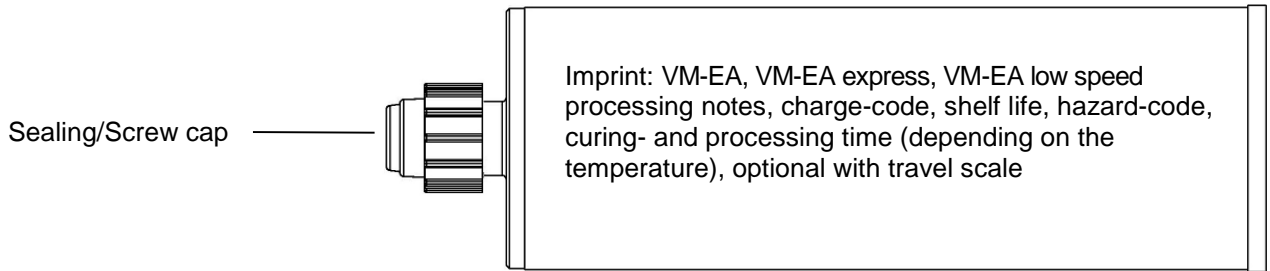 Sealing/Screw cap
Imprint: VM-EA, VM-EA express, VM-EA low speed
processing notes, charge-code, shelf life, hazard-code,
curing- and processing time (depending on the
temperature), optional with travel scale